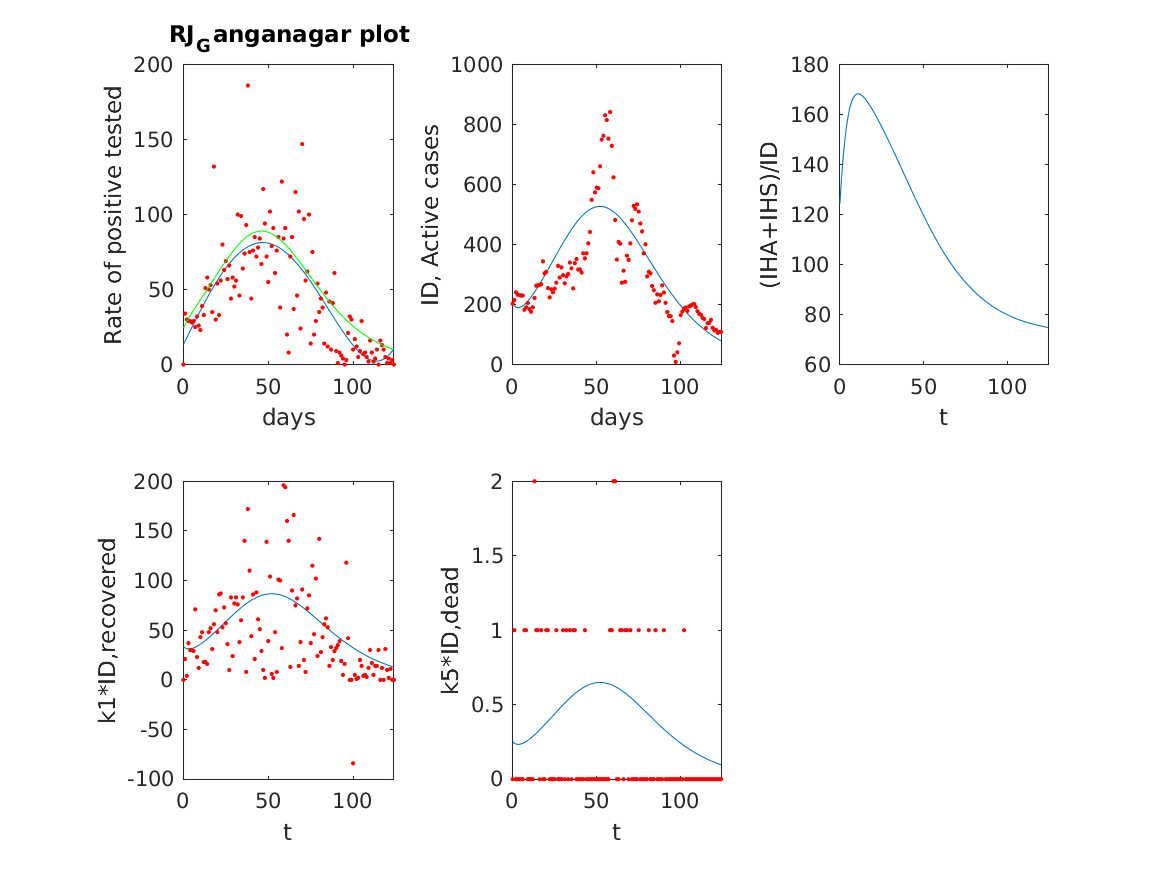 RJGanganagar plot
200
150
100
50
0
Rate of positive tested
0 50 100
days
1000
800
600
400
200
0
ID, Active cases
0 50 100
days
180
160
140
120
100
80
60
(IHA+IHS)/ID
0 50 100
t
200
150
100
50
0
-50
-100
k1*ID,recovered
0 50 100
t
2
1.5
1
0.5
0
k5*ID,dead
0 50 100
t